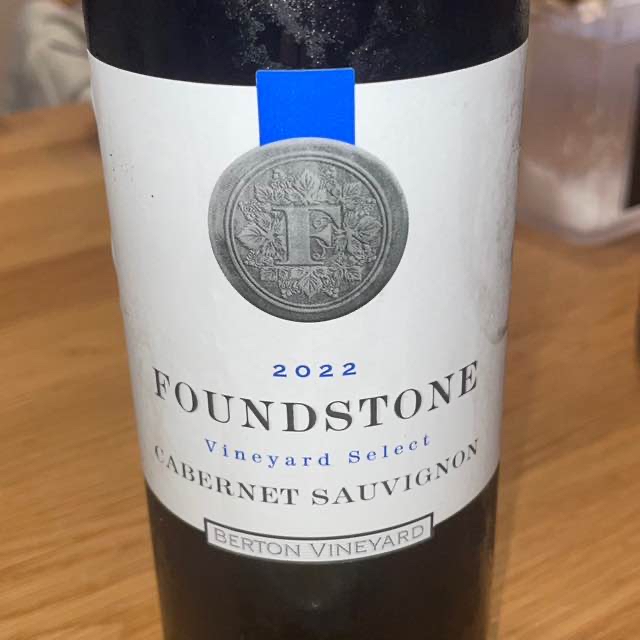 F
2022
FOUNDSTONE
Vineyard Select
CABERNET SAUVIGNON
BERTON VINEYARD